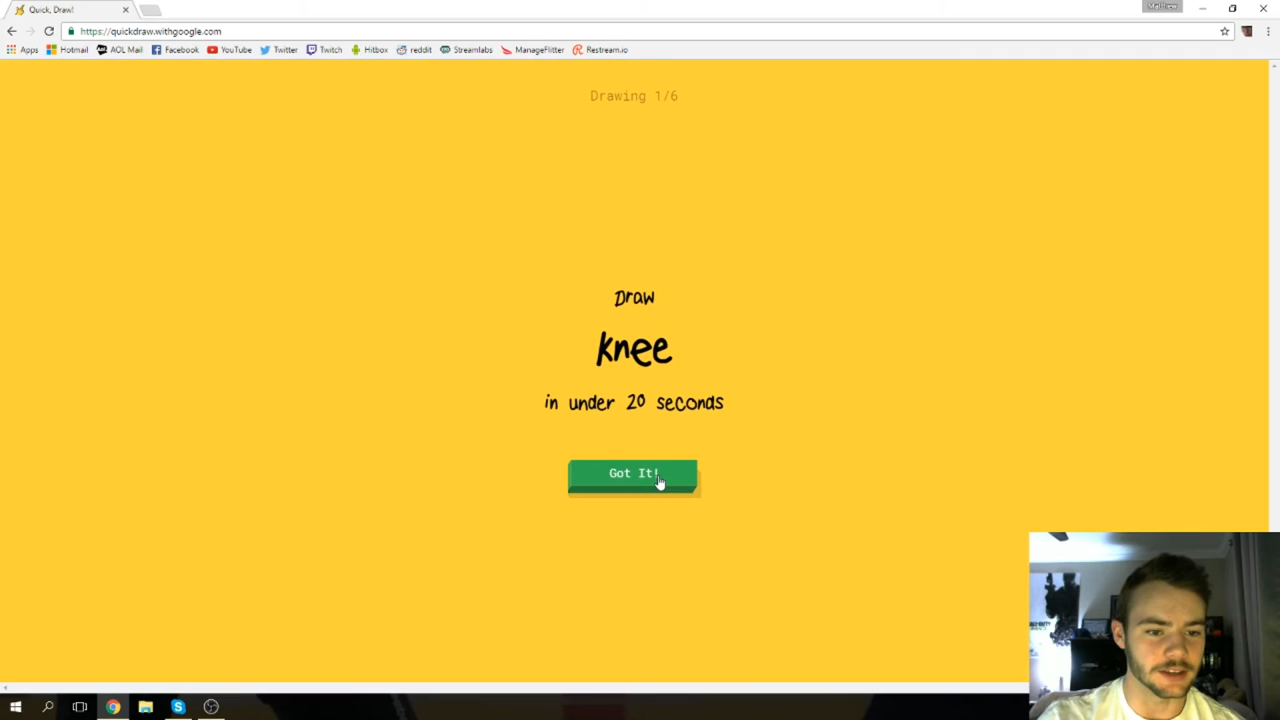 Quick, Draw!
Matthew
https://quickdraw.withgoogle.com
Apps Hotmail AOL Mail Facebook YouTube Twitter Twitch Hitbox reddit Streamlabs ManageFlitter Restream.io
Drawing 1/6
Draw
knee
in under 20 seconds
Got It!